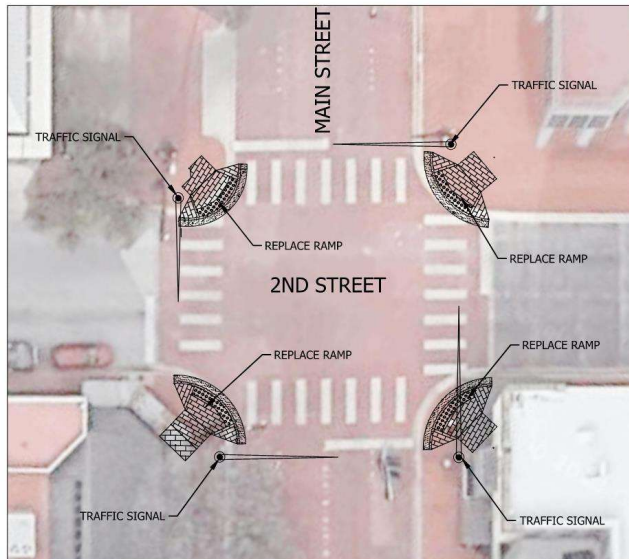 MAIN STREET
TRAFFIC SIGNAL
TRAFFIC SIGNAL
REPLACE RAMP
REPLACE RAMP
2ND STREET
REPLACE RAMP
REPLACE RAMP
TRAFFIC SIGNAL
TRAFFIC SIGNAL